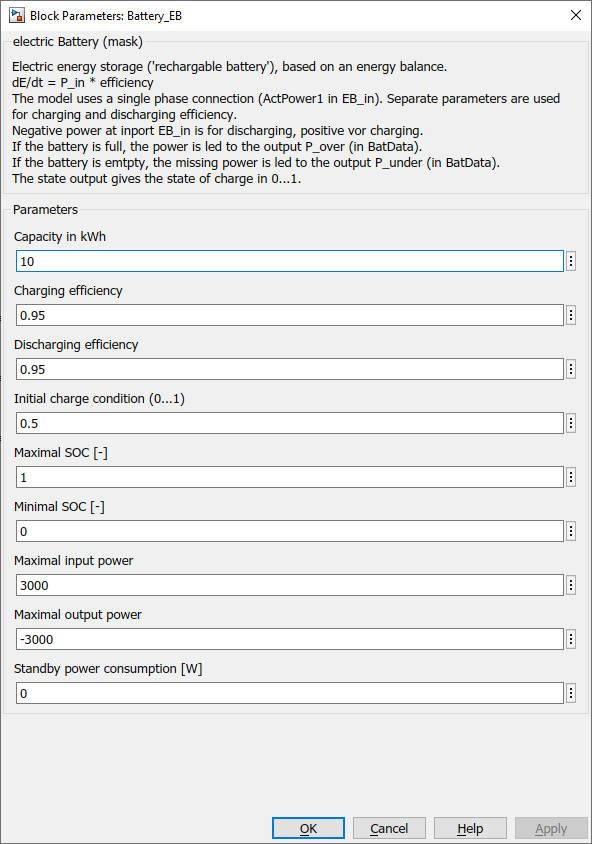 Block Parameters: Battery_EB
electric Battery (mask)
Electric energy storage ('rechargable battery'), based on an energy balance.
dE/dt = P_in * efficiency
The model uses a single phase connection (ActPower1 in EB_in). Separate parameters are used
for charging and discharging efficiency.
Negative power at inport EB_in is for discharging, positive vor charging.
If the battery is full, the power is led to the output P_over (in BatData).
If the battery is emtpty, the missing power is led to the output P_under (in BatData).
The state output gives the state of charge in 0...1.
Parameters
Capacity in kWh
10
Charging efficiency
0.95
Discharging efficiency
0.95
Initial charge condition (0...1)
0.5
Maximal SOC [-]
1
Minimal SOC [-]
0
Maximal input power
3000
Maximal output power
-3000
Standby power consumption [W]
0
OK
Cancel
Help
Apply